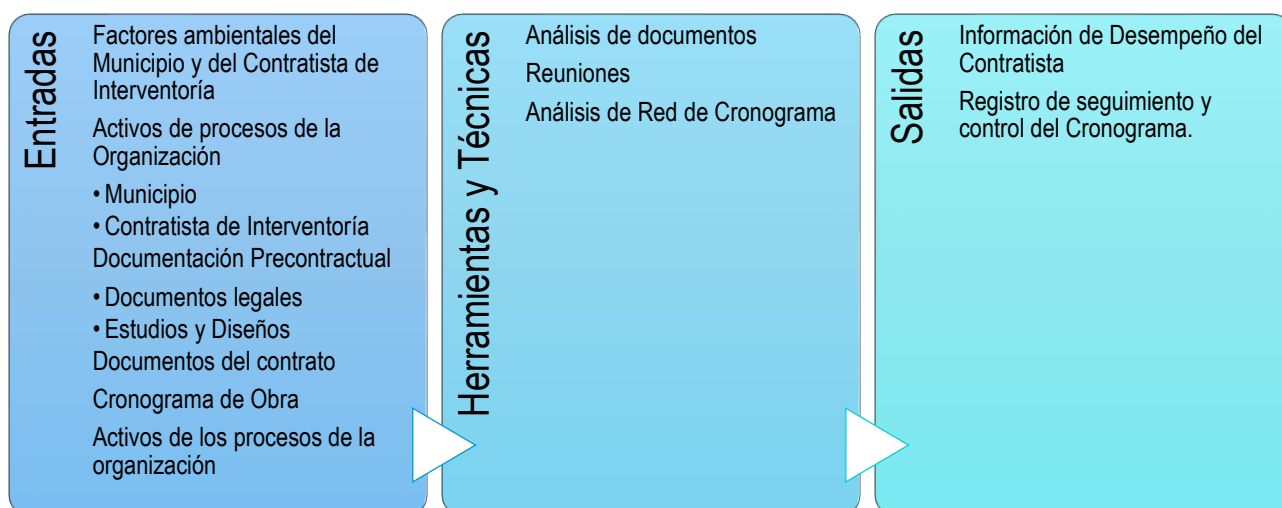 Entradas
Factores ambientales del
Municipio y del Contratista de
Interventoría
Activos de procesos de la
Organización
• Municipio
• Contratista de Interventoría
Documentación Precontractual
• Documentos legales
• Estudios y Diseños
Documentos del contrato
Cronograma de Obra
Activos de los procesos de la
organización
Herramientas y Técnicas
Análisis de documentos
Reuniones
Análisis de Red de Cronograma
Salidas
Información de Desempeño del
Contratista
Registro de seguimiento y
control del Cronograma.